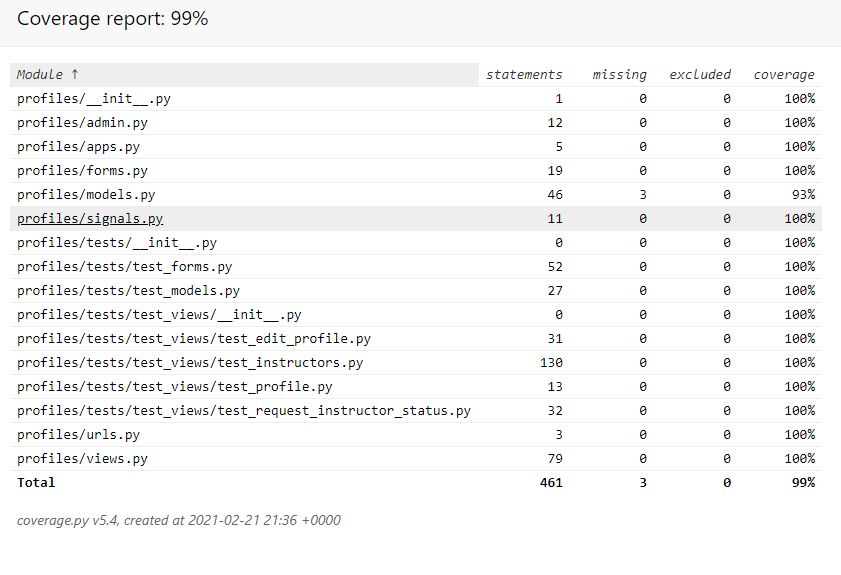 Coverage report: 99%
Module ↑ statements missing excluded coverage
profiles/__init__.py 1 0 0 100%
profiles/admin.py 12 0 0 100%
profiles/apps.py 5 0 0 100%
profiles/forms.py 19 0 0 100%
profiles/models.py 46 3 0 93%
profiles/signals.py 11 0 0 100%
profiles/tests/__init__.py 0 0 0 100%
profiles/tests/test_forms.py 52 0 0 100%
profiles/tests/test_models.py 27 0 0 100%
profiles/tests/test_views/__init__.py 0 0 0 100%
profiles/tests/test_views/test_edit_profile.py 31 0 0 100%
profiles/tests/test_views/test_instructors.py 130 0 0 100%
profiles/tests/test_views/test_profile.py 13 0 0 100%
profiles/tests/test_views/test_request_instructor_status.py 32 0 0 100%
profiles/urls.py 3 0 0 100%
profiles/views.py 79 0 0 100%
Total 461 3 0 99%
coverage.py v5.4, created at 2021-02-21 21:36 +0000